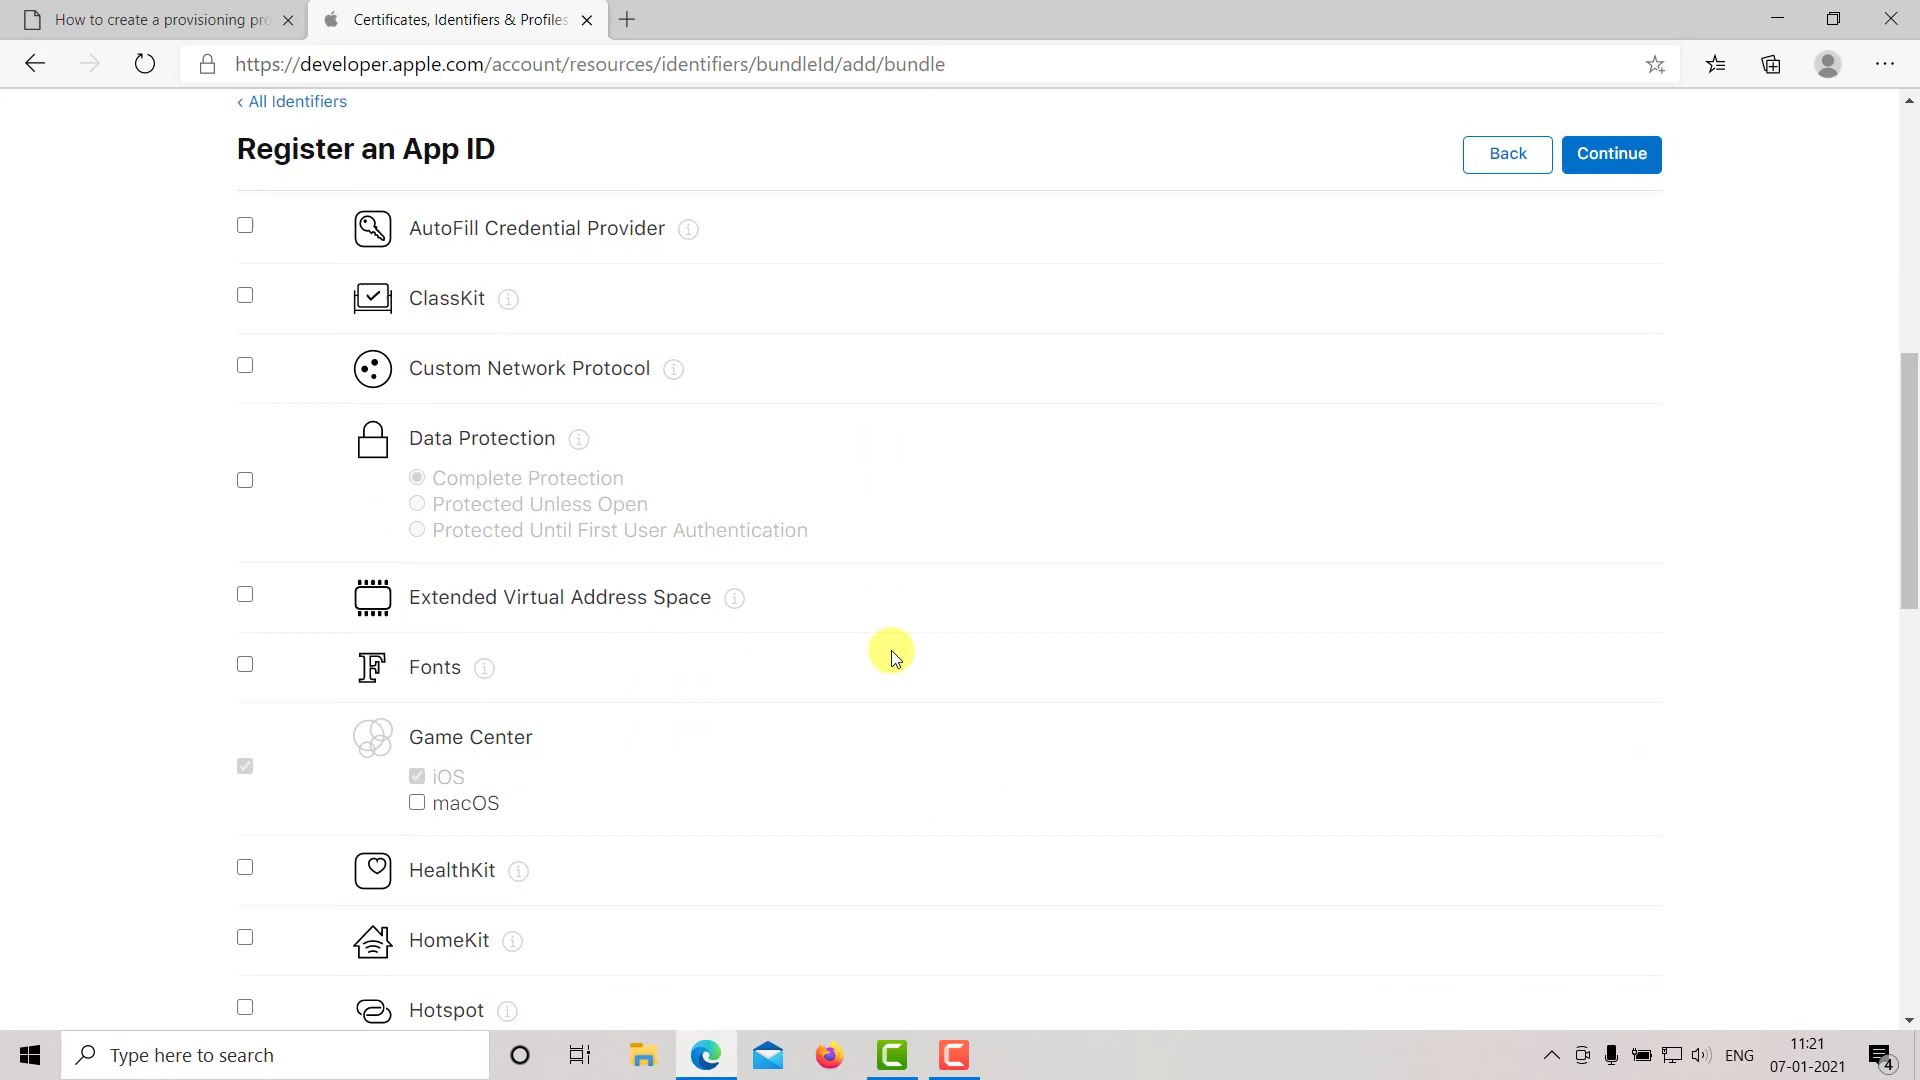 How to create a provisioning pro
Certificates, Identifiers & Profiles
https://developer.apple.com/account/resources/identifiers/bundleId/add/bundle
‹ All Identifiers
Register an App ID
Back
Continue
AutoFill Credential Provider
ClassKit
Custom Network Protocol
Data Protection
Complete Protection
Protected Unless Open
Protected Until First User Authentication
Extended Virtual Address Space
Fonts
Game Center
iOS
macOS
HealthKit
HomeKit
Hotspot
Type here to search
ENG
11:21
07-01-2021
4